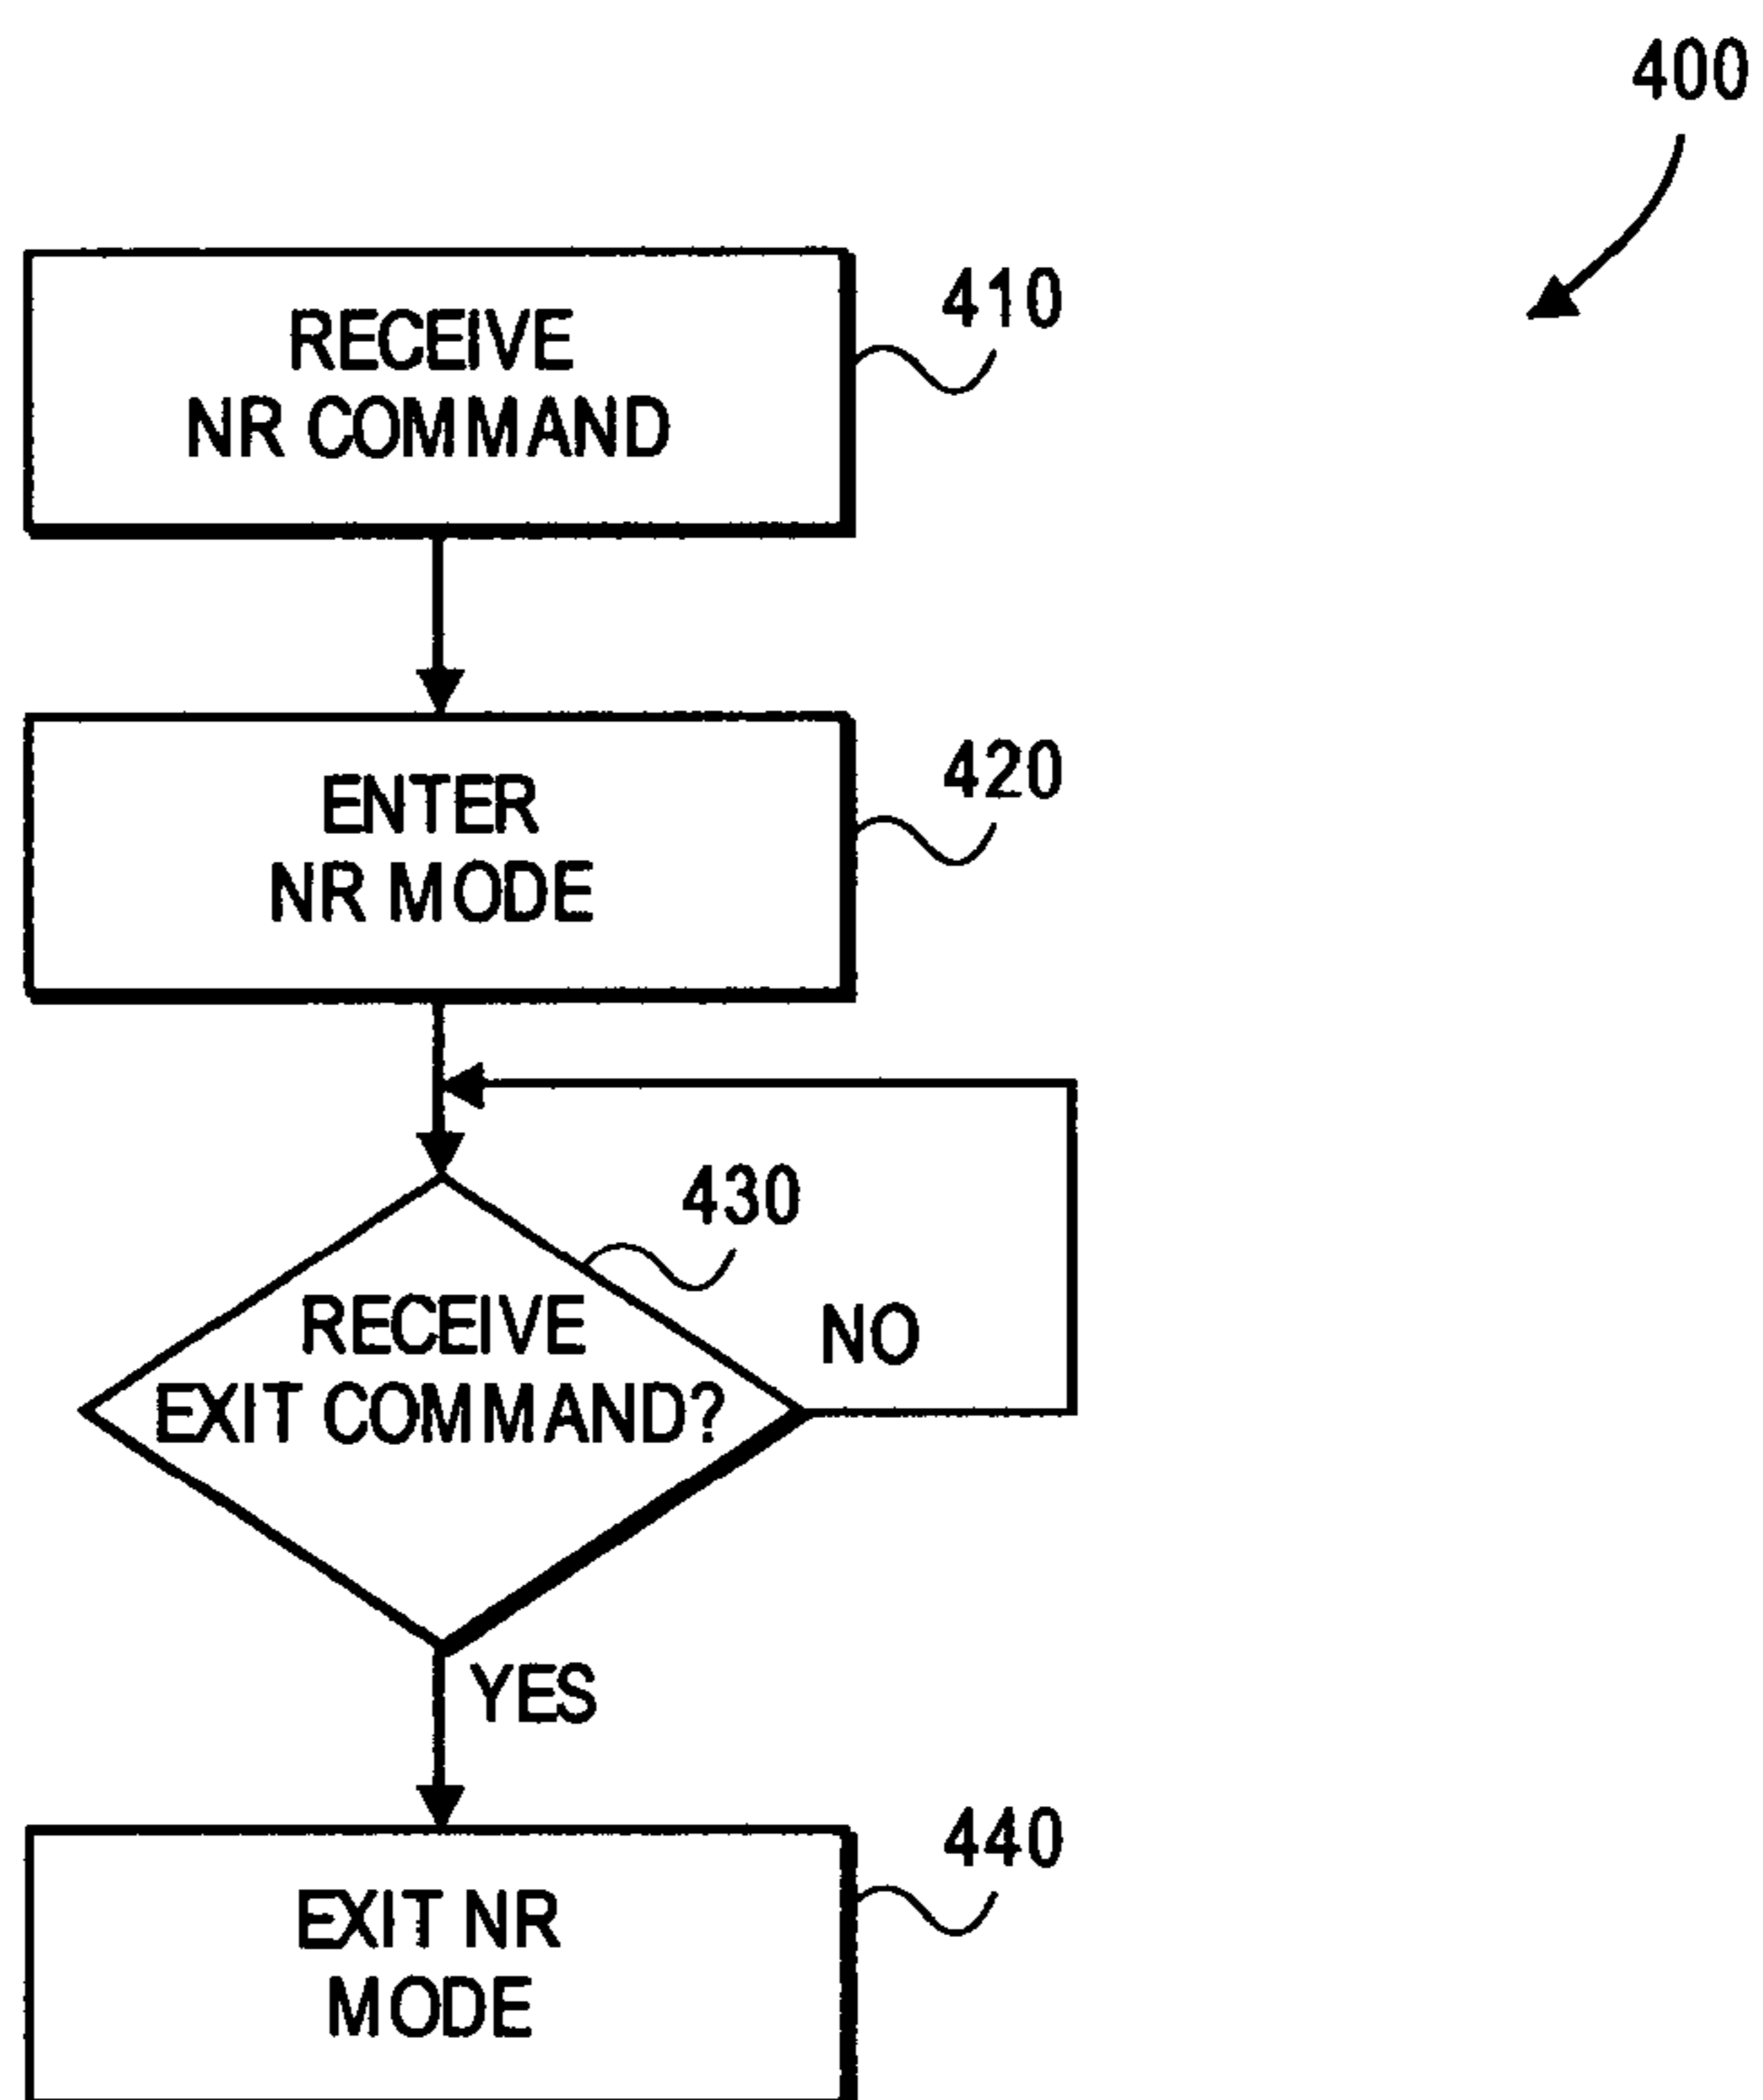 400
RECEIVE
NR COMMAND
410
ENTER
NR MODE
420
430
RECEIVE
EXIT COMMAND?
NO
YES
EXIT NR
MODE
440